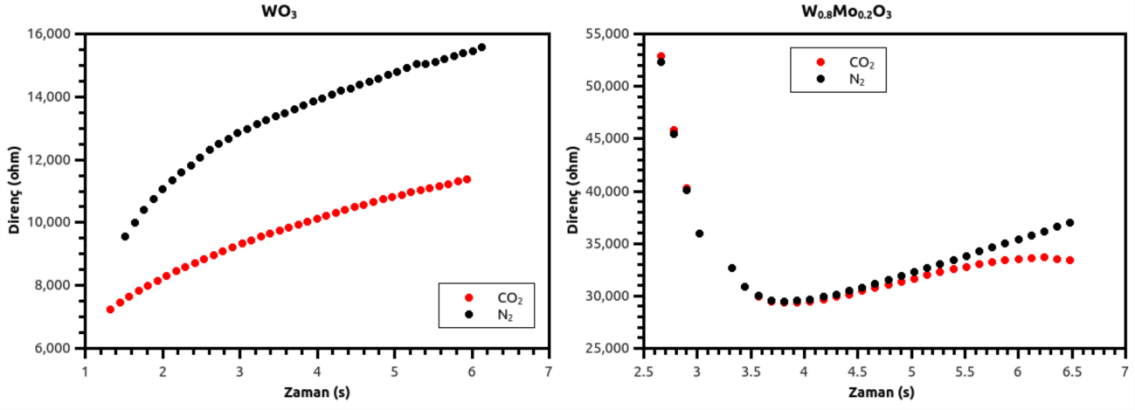 WO₃
16,000
14,000
12,000
10,000
8,000
6,000
Direnç (ohm)
CO₂
N₂
1 2 3 4 5 6 7
Zaman (s)
W₀.₈Mo₀.₂O₃
55,000
50,000
45,000
40,000
35,000
30,000
25,000
Direnç (ohm)
CO₂
N₂
2.5 3 3.5 4 4.5 5 5.5 6 6.5 7
Zaman (s)